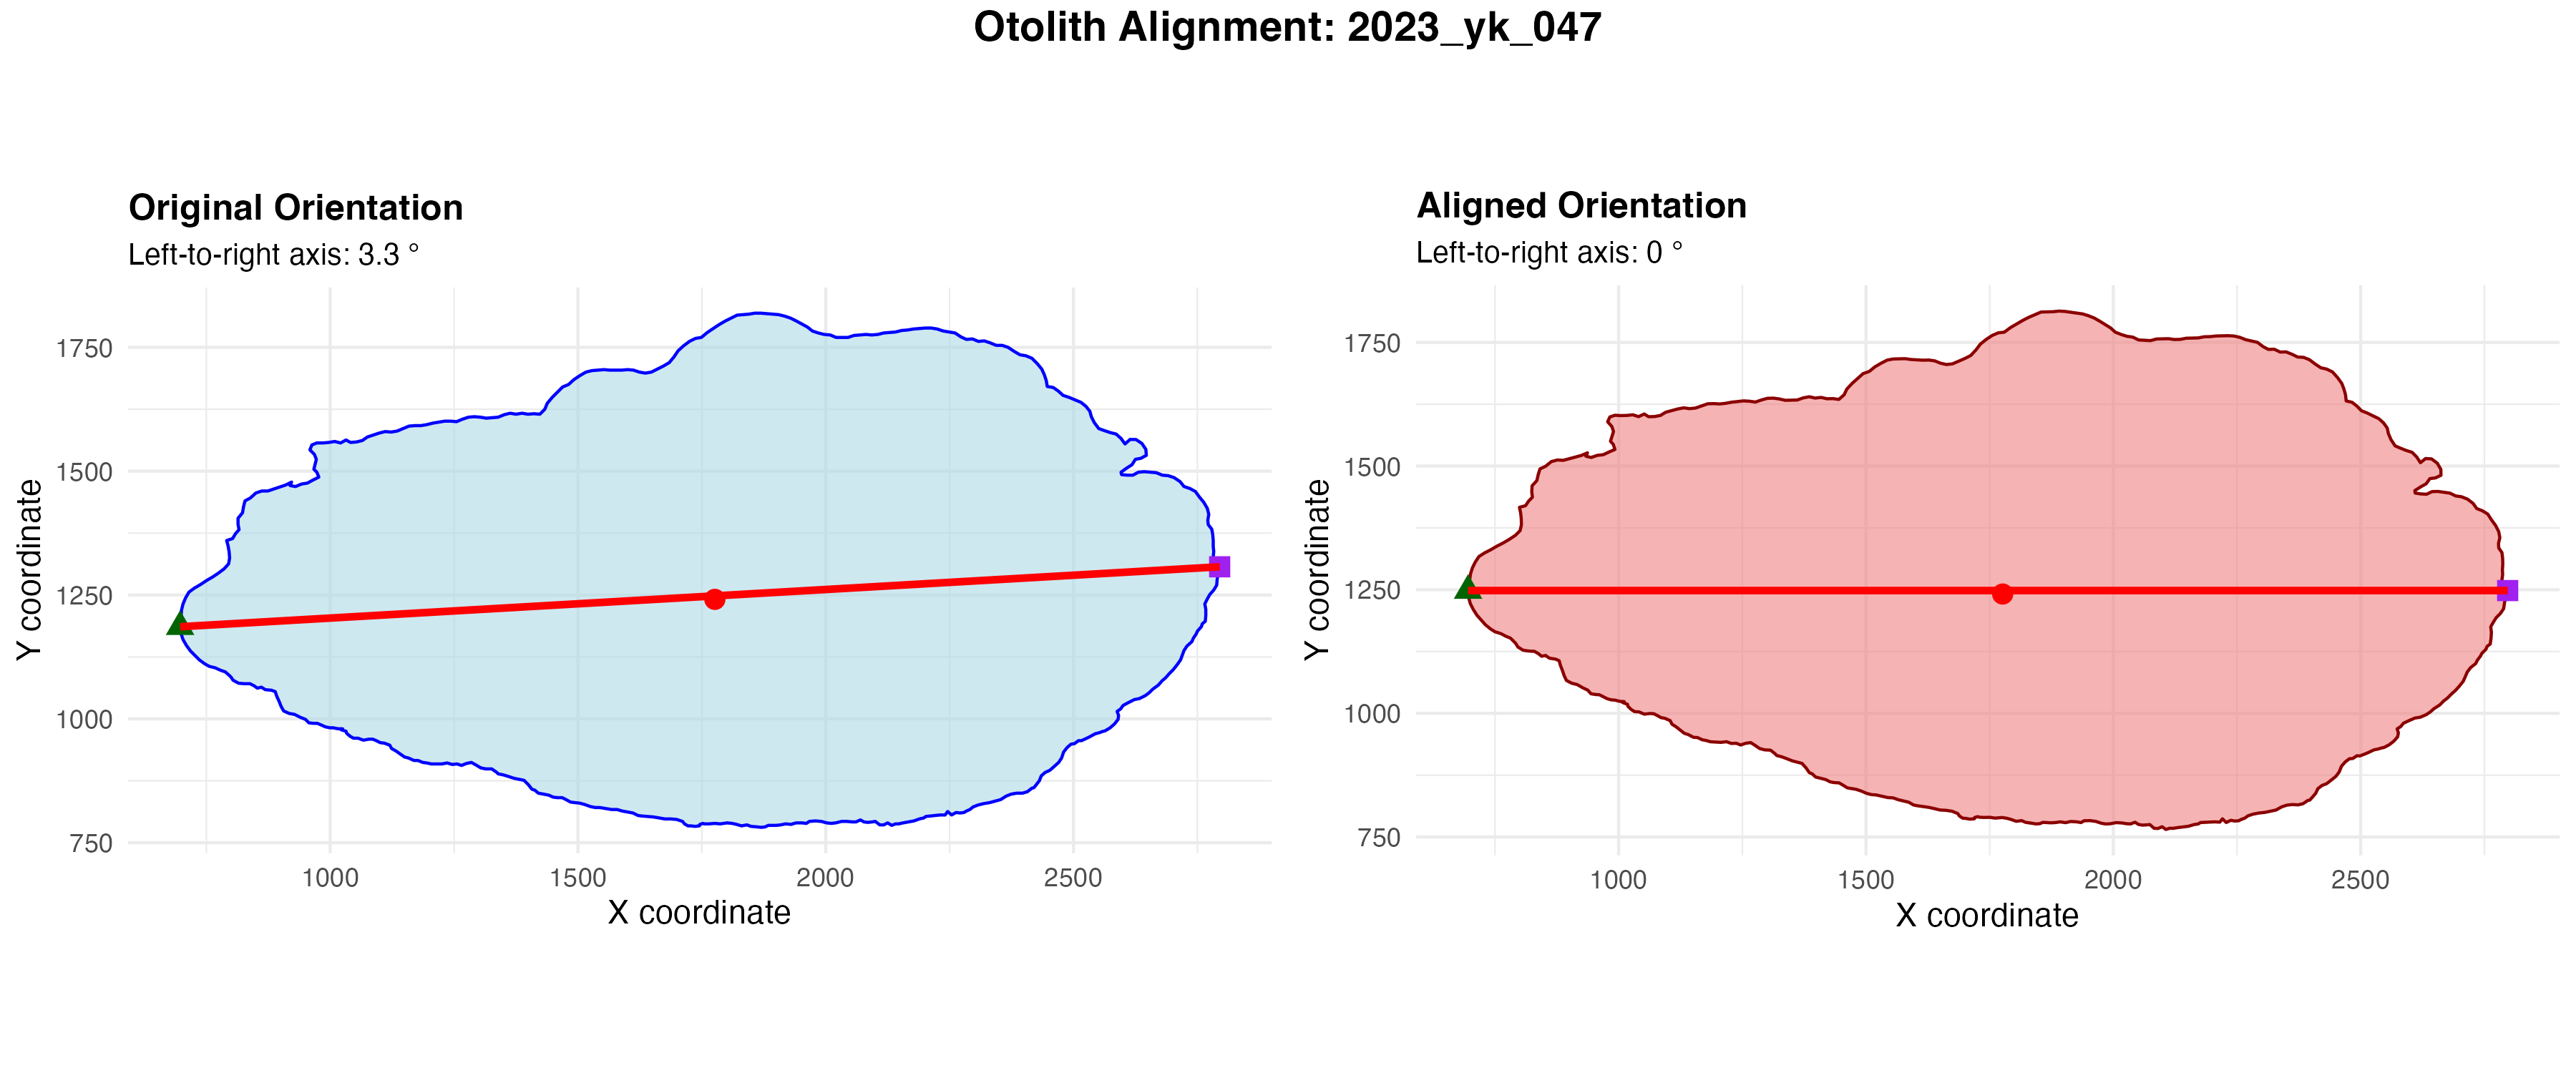 Otolith Alignment: 2023_yk_047
Original Orientation
Left-to-right axis: 3.3 °
1750
1500
1250
1000
750
Y coordinate
1000 1500 2000 2500
X coordinate
Aligned Orientation
Left-to-right axis: 0 °
1750
1500
1250
1000
750
Y coordinate
1000 1500 2000 2500
X coordinate